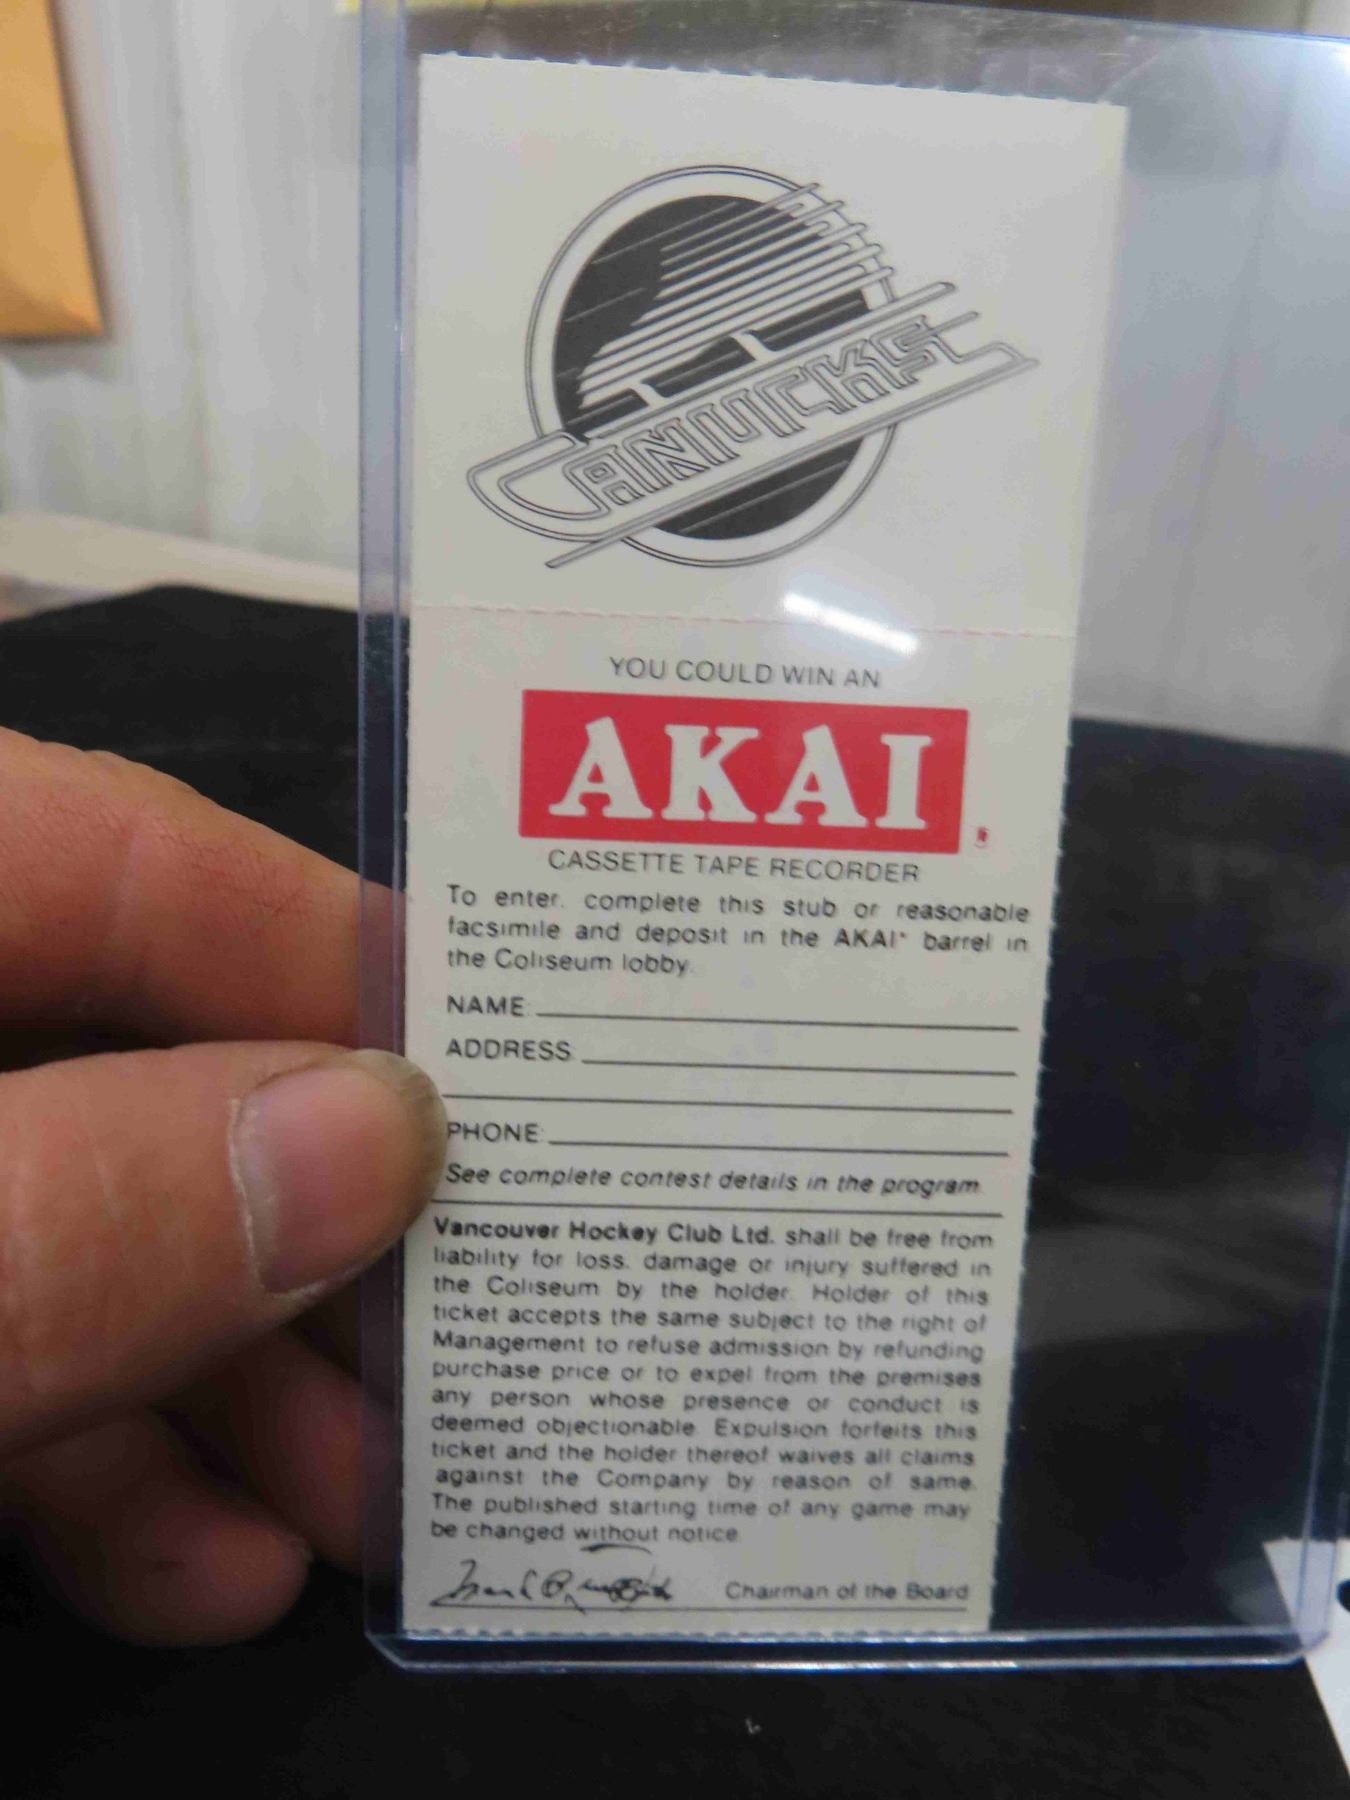 CANUCKS
YOU COULD WIN AN
AKAI
CASSETTE TAPE RECORDER
To enter, complete this stub or reasonable
facsimile and deposit in the AKAI* barrel in
the Coliseum lobby.
NAME:
ADDRESS:
PHONE:
See complete contest details in the program.
Vancouver Hockey Club Ltd. shall be free from
liability for loss, damage or injury suffered in
the Coliseum by the holder. Holder of this
ticket accepts the same subject to the right of
Management to refuse admission by refunding
purchase price or to expel from the premises
any person whose presence or conduct is
deemed objectionable. Expulsion forfeits this
ticket and the holder thereof waives all claims
against the Company by reason of same.
The published starting time of any game may
be changed without notice.
Chairman of the Board